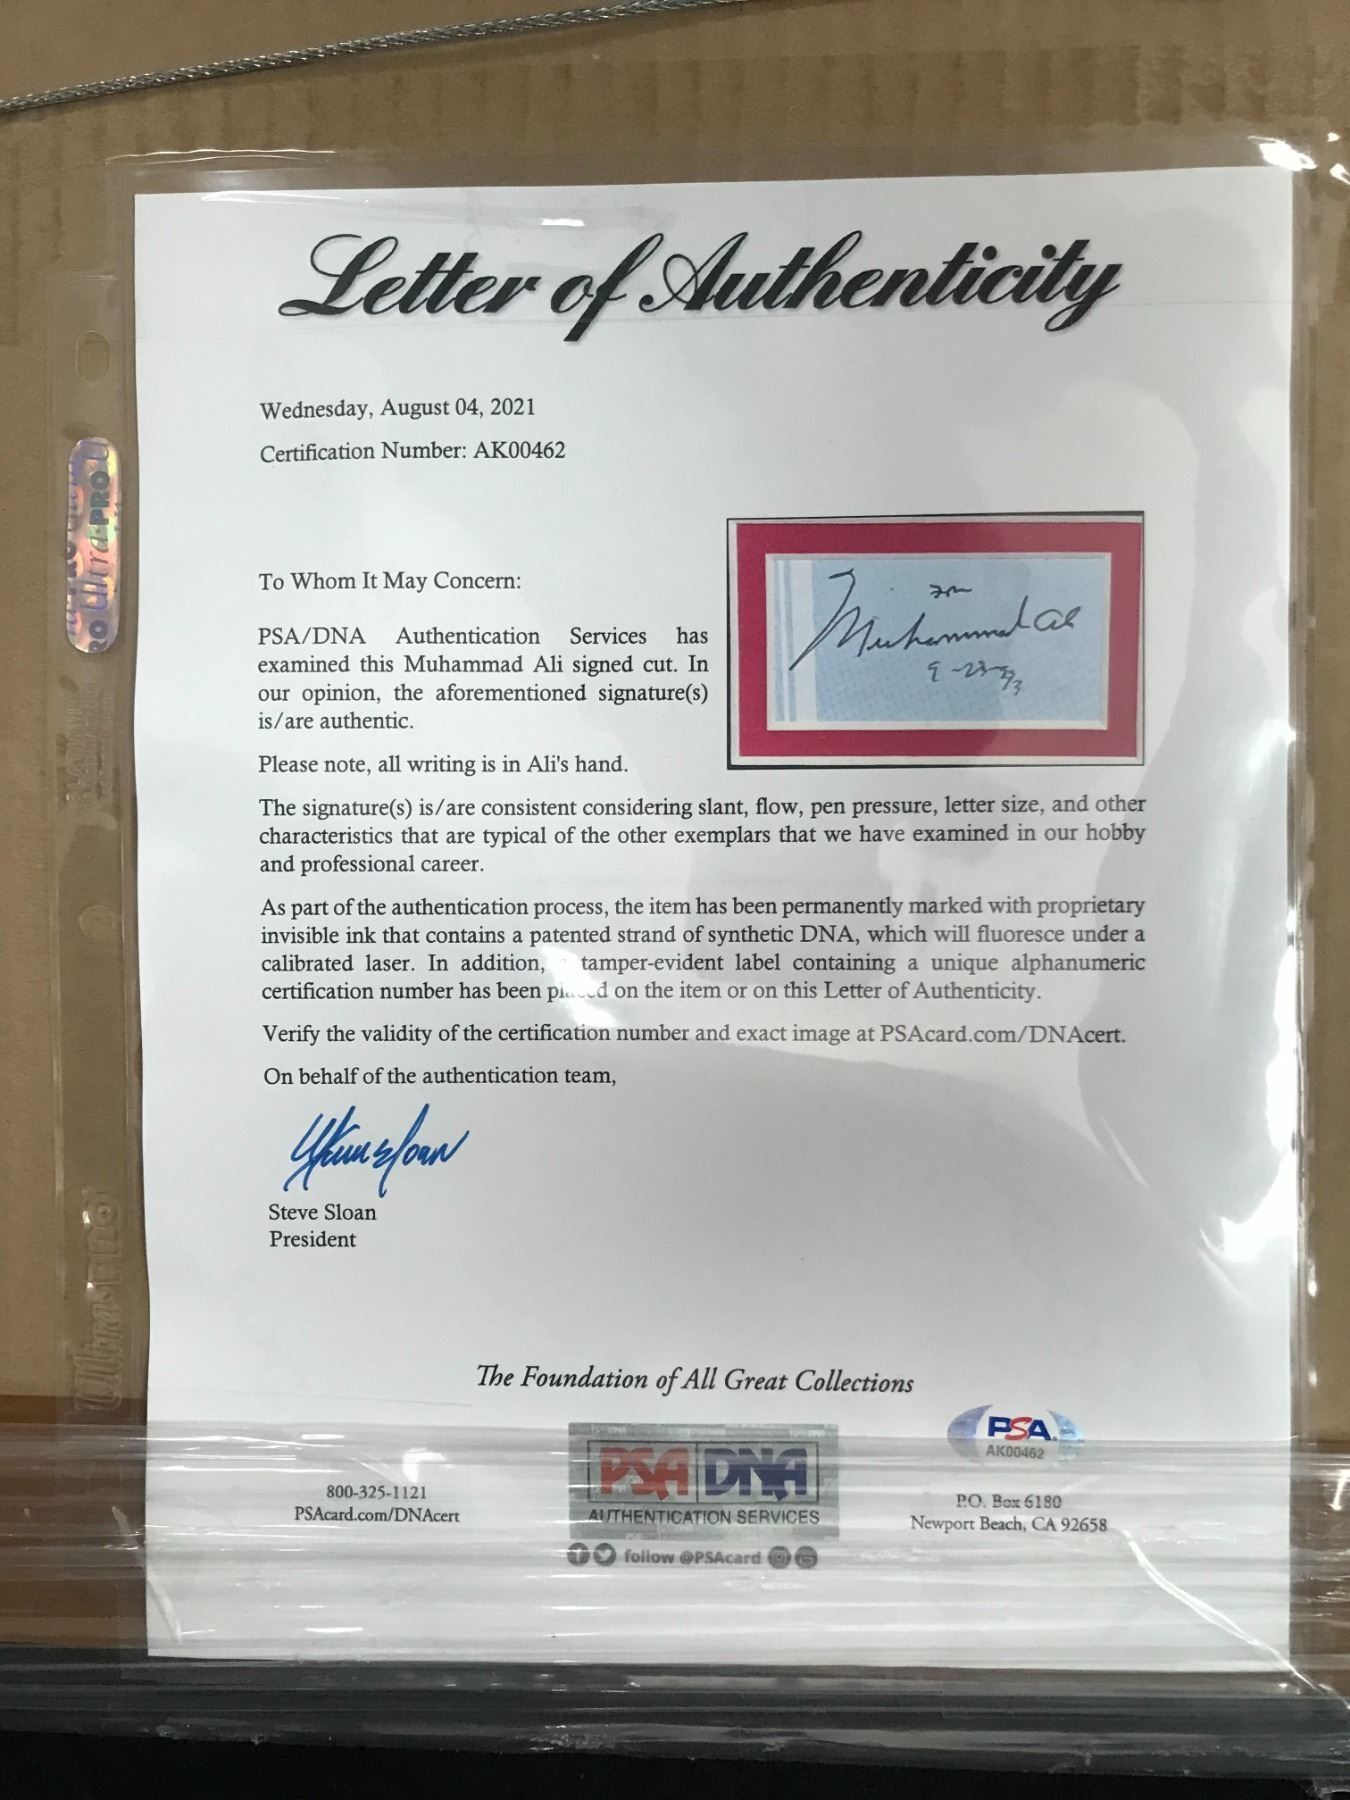 Letter of Authenticity
Wednesday, August 04, 2021
Certification Number: AK00462
To Whom It May Concern:
PSA/DNA Authentication Services has
examined this Muhammad Ali signed cut. In
our opinion, the aforementioned signature(s)
is/are authentic.
Please note, all writing is in Ali's hand.
Muhammad Ali
The signature(s) is/are consistent considering slant, flow, pen pressure, letter size, and other
characteristics that are typical of the other exemplars that we have examined in our hobby
and professional career.
As part of the authentication process, the item has been permanently marked with proprietary
invisible ink that contains a patented strand of synthetic DNA, which will fluoresce under a
calibrated laser. In addition, tamper-evident label containing a unique alphanumeric
certification number has been placed on the item or on this Letter of Authenticity.
Verify the validity of the certification number and exact image at PSAcard.com/DNAcert.
On behalf of the authentication team,
Steve Sloan
Steve Sloan
President
The Foundation of All Great Collections
800-325-1121
PSAcard.com/DNAcert
PSA DNA
AUTHENTICATION SERVICES
follow @PSAcard
PSA
AK00462
P.O. Box 6180
Newport Beach, CA 92658
Ultra·PRO
Ultra·PRO